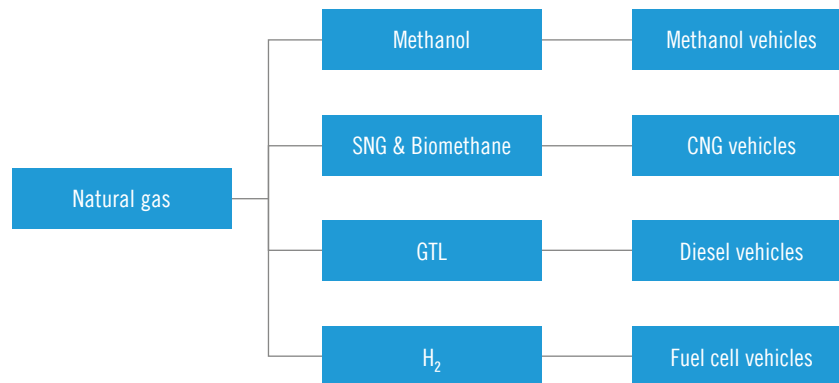 Methanol
Methanol vehicles
SNG & Biomethane
CNG vehicles
Natural gas
GTL
Diesel vehicles
H₂
Fuel cell vehicles